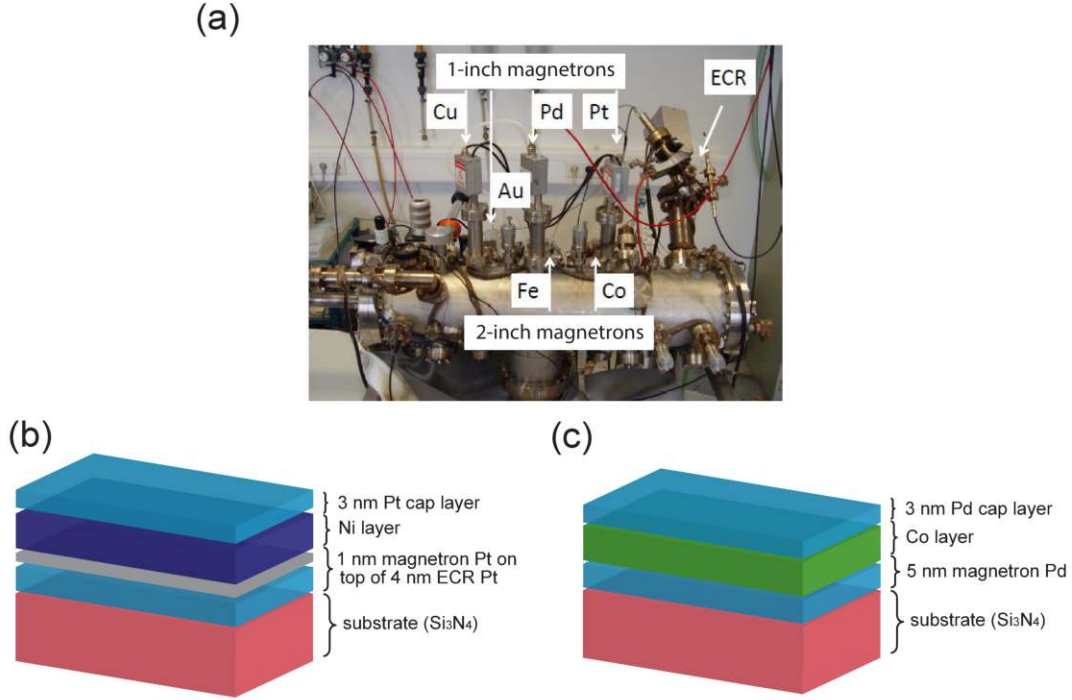 (a)
1-inch magnetrons
ECR
Cu
Pd
Pt
Au
Fe
Co
2-inch magnetrons
(b)
3 nm Pt cap layer
Ni layer
1 nm magnetron Pt on
top of 4 nm ECR Pt
substrate (Si₃N₄)
(c)
3 nm Pd cap layer
Co layer
5 nm magnetron Pd
substrate (Si₃N₄)